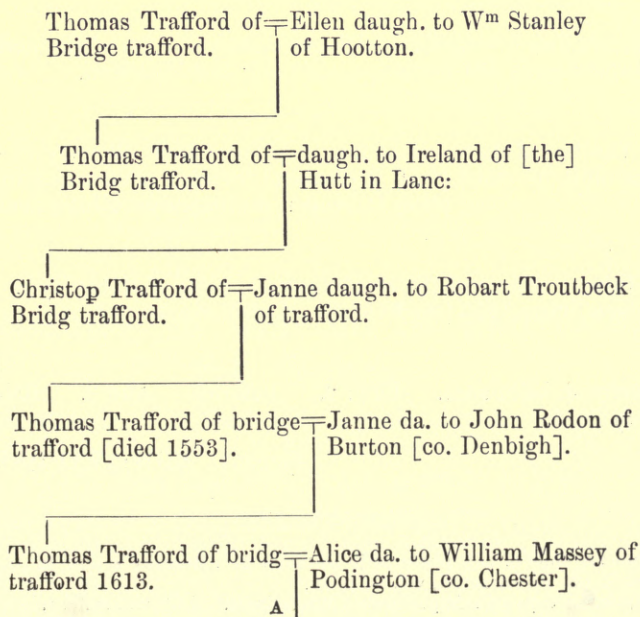 Thomas Trafford of = Ellen daugh. to Wᵐ Stanley
Bridge trafford. of Hootton.
Thomas Trafford of = daugh. to Ireland of [the]
Bridg trafford. Hutt in Lanc:
Christop Trafford of = Janne daugh. to Robart Troutbeck
Bridg trafford. of trafford.
Thomas Trafford of bridge = Janne da. to John Rodon of
trafford [died 1553]. Burton [co. Denbigh].
Thomas Trafford of bridg = Alice da. to William Massey of
trafford 1613. Podington [co. Chester].
A